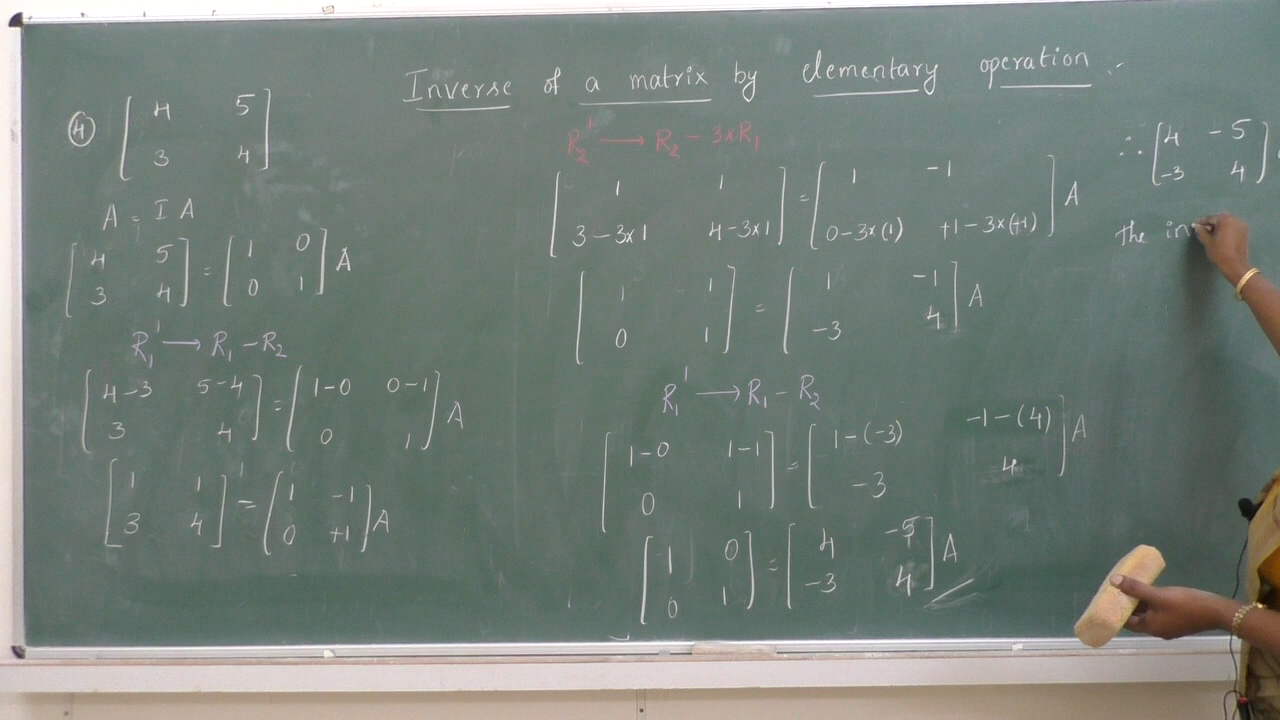 Inverse of a matrix by elementary operation :-
④ [ 4 5
3 4 ]
A = I A
[ 4 5
3 4 ] = [ 1 0
0 1 ] A
R₁' → R₁ - R₂
[ 4-3 5-4
3 4 ] = [ 1-0 0-1
0 1 ] A
[ 1 1
3 4 ] = [ 1 -1
0 +1 ] A
R₂' → R₂ - 3×R₁
[ 1 1
3-3×1 4-3×1 ] = [ 1 -1
0-3×(1) +1-3×(+1) ] A
[ 1 1
0 1 ] = [ 1 -1
-3 4 ] A
R₁' → R₁ - R₂
[ 1-0 1-1
0 1 ] = [ 1-(-3) -1-(4)
-3 4 ] A
[ 1 0
0 1 ] = [ 4 -5
-3 4 ] A
∴ [ 4 -5
-3 4 ]
the in